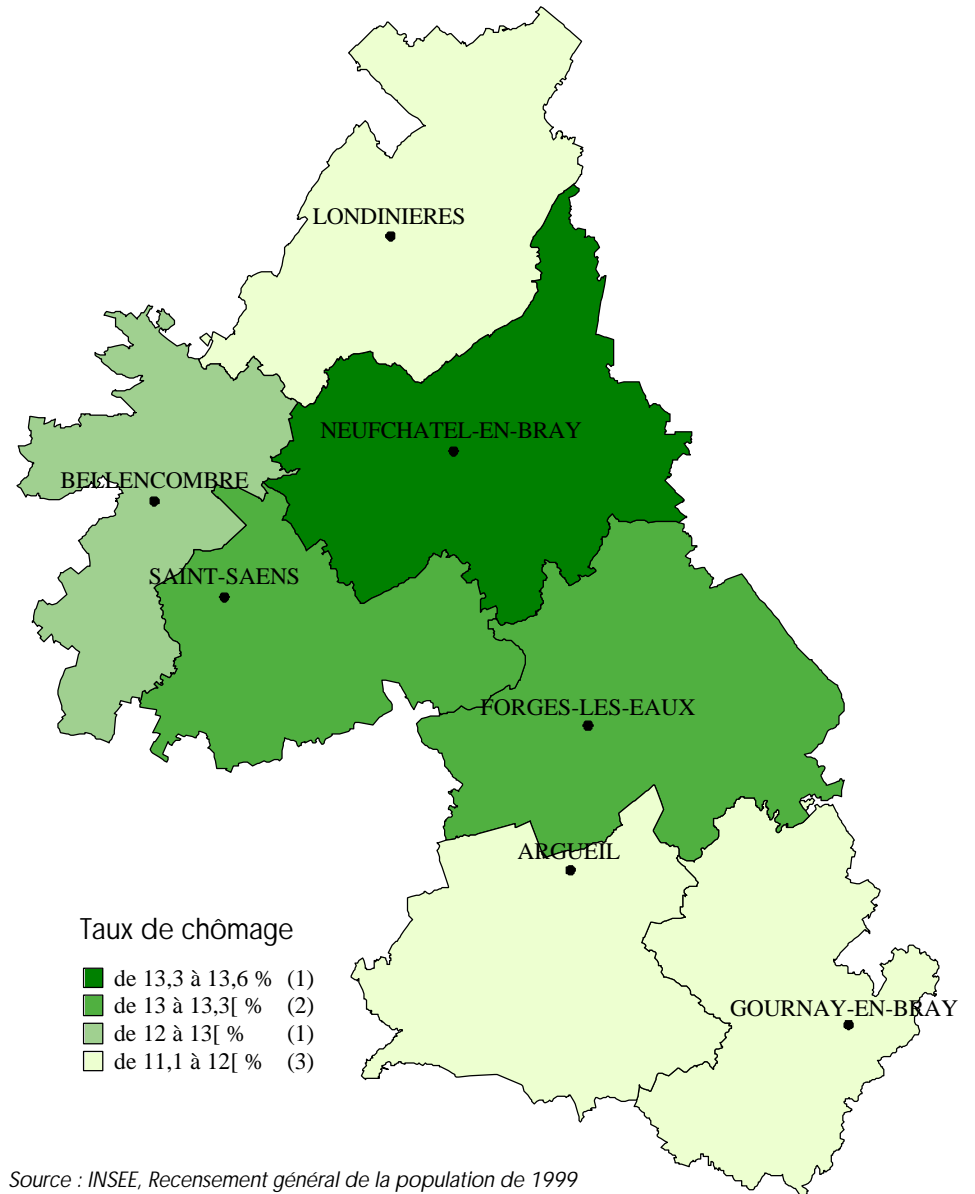 LONDINIERES
NEUFCHATEL-EN-BRAY
BELLENCOMBRE
SAINT-SAENS
FORGES-LES-EAUX
ARGUEIL
GOURNAY-EN-BRAY
Taux de chômage
de 13,3 à 13,6 % (1)
de 13 à 13,3[ % (2)
de 12 à 13[ % (1)
de 11,1 à 12[ % (3)
Source : INSEE, Recensement général de la population de 1999